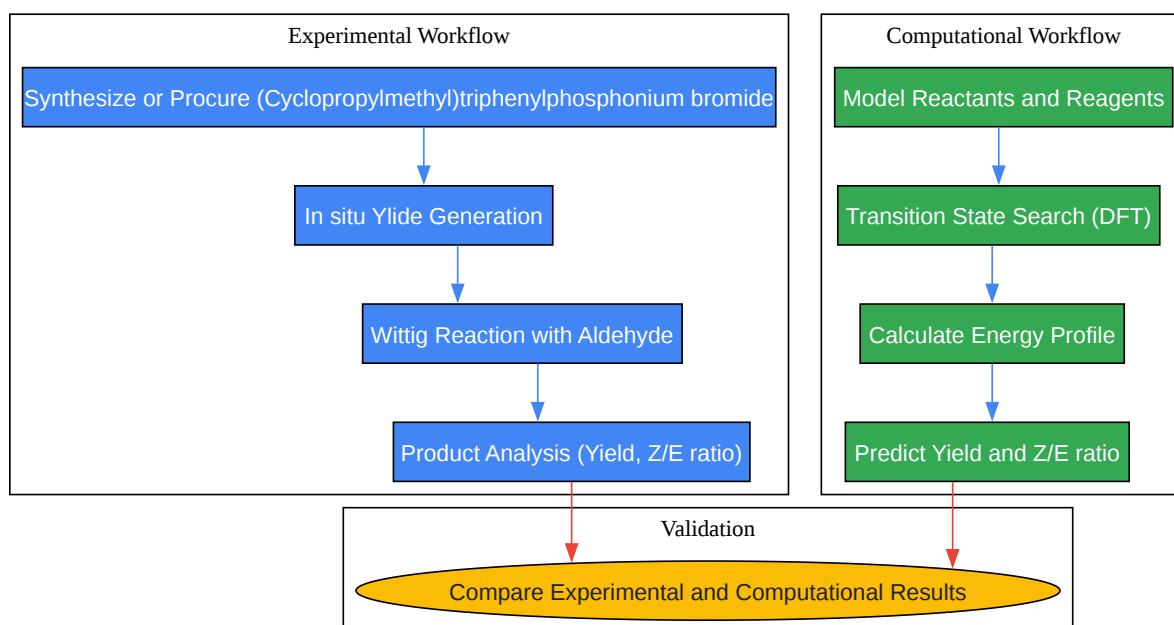 Experimental Workflow
Synthesize or Procure (Cyclopropylmethyl)triphenylphosphonium bromide
In situ Ylide Generation
Wittig Reaction with Aldehyde
Product Analysis (Yield, Z/E ratio)
Computational Workflow
Model Reactants and Reagents
Transition State Search (DFT)
Calculate Energy Profile
Predict Yield and Z/E ratio
Validation
Compare Experimental and Computational Results